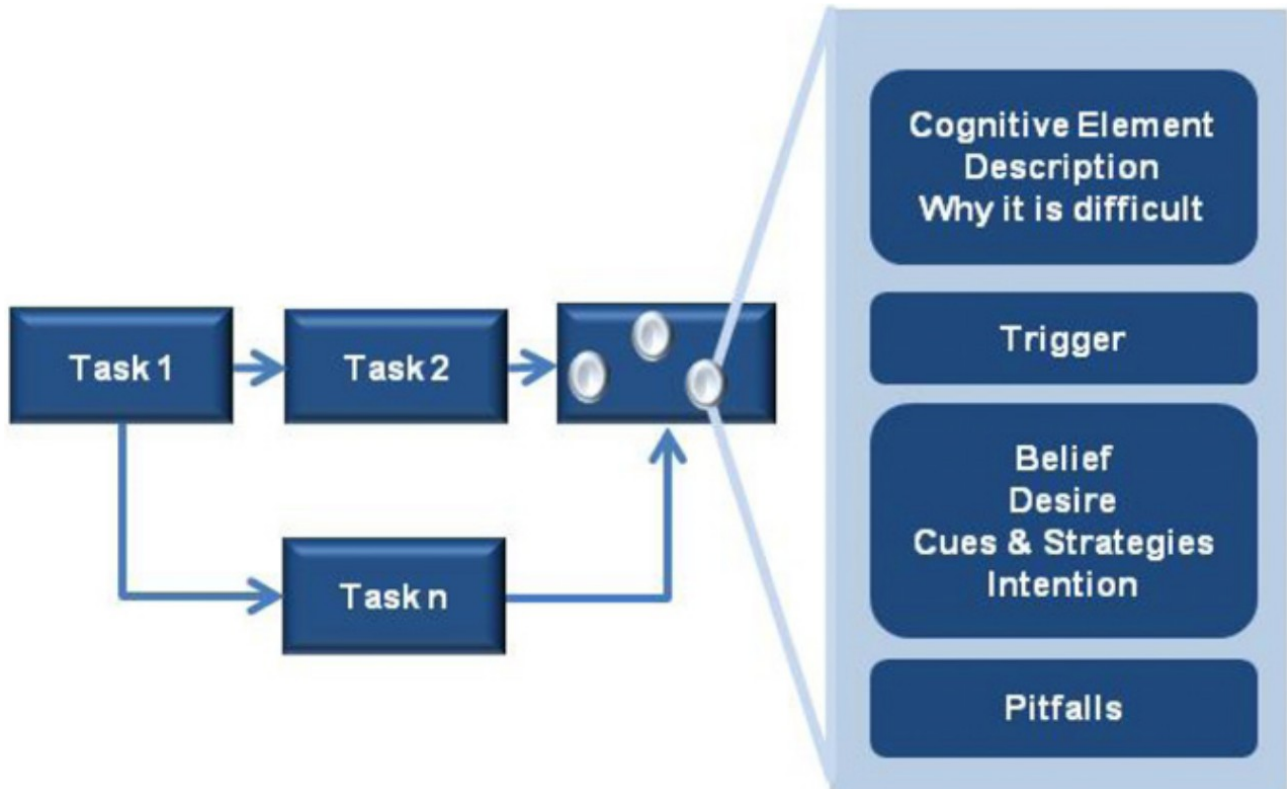 Task 1
Task 2
Task n
Cognitive Element
Description
Why it is difficult
Trigger
Belief
Desire
Cues & Strategies
Intention
Pitfalls